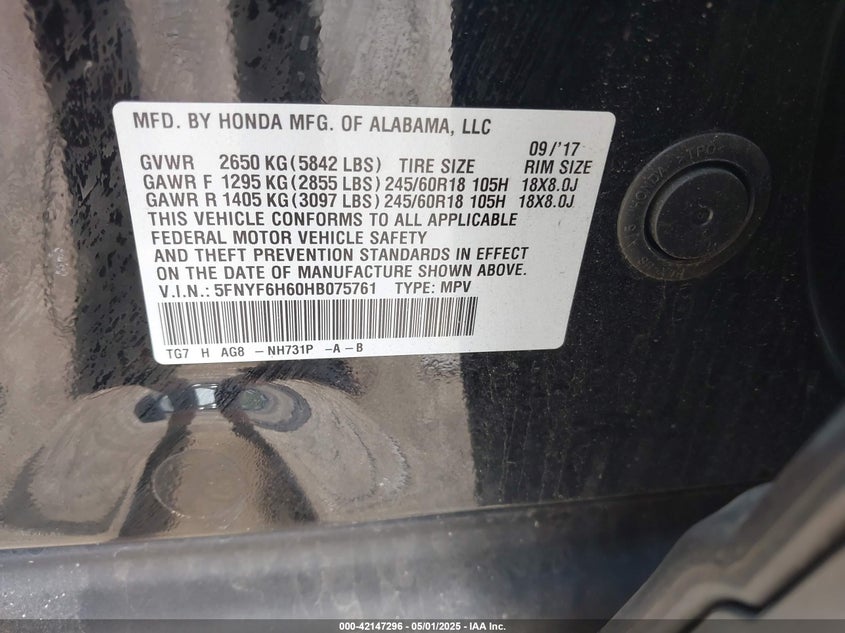 MFD. BY HONDA MFG. OF ALABAMA, LLC
09/'17
GVWR 2650 KG (5842 LBS) TIRE SIZE RIM SIZE
GAWR F 1295 KG (2855 LBS) 245/60R18 105H 18X8.0J
GAWR R 1405 KG (3097 LBS) 245/60R18 105H 18X8.0J
THIS VEHICLE CONFORMS TO ALL APPLICABLE
FEDERAL MOTOR VEHICLE SAFETY
AND THEFT PREVENTION STANDARDS IN EFFECT
ON THE DATE OF MANUFACTURE SHOWN ABOVE.
V.I.N.: 5FNYF6H60HB075761 TYPE: MPV
TG7 H AG8 -NH731P -A-B
HONDA
000-42147296 - 05/01/2025 - IAA Inc.